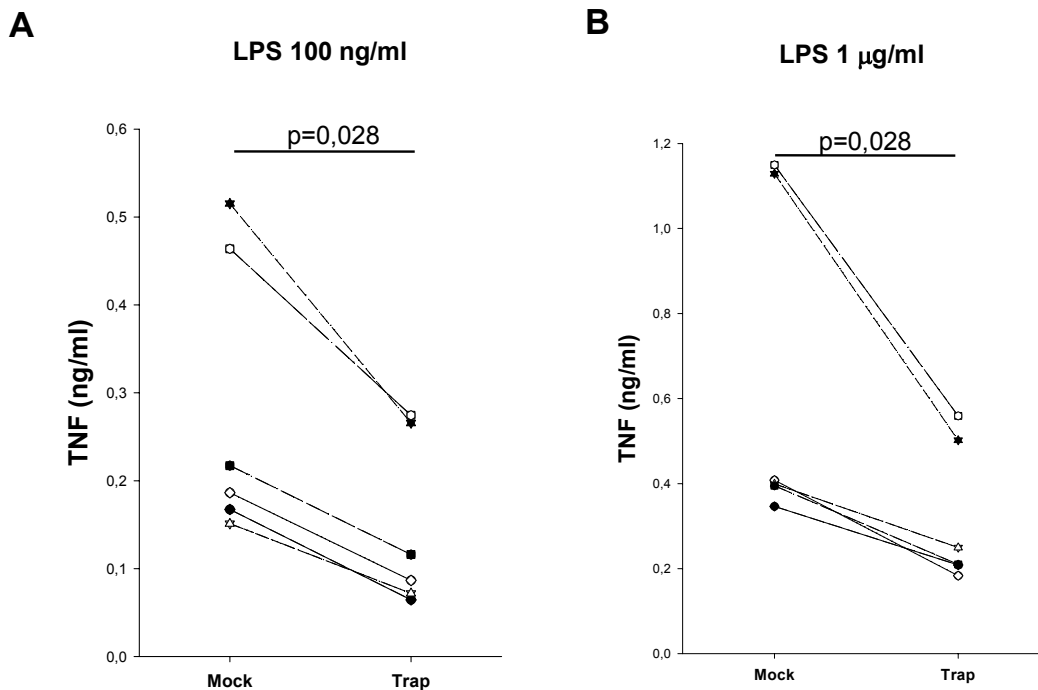 A
LPS 100 ng/ml
p=0,028
0,6
0,5
0,4
0,3
0,2
0,1
0,0
TNF (ng/ml)
Mock
Trap
B
LPS 1 μg/ml
p=0,028
1,2
1,0
0,8
0,6
0,4
0,2
0,0
TNF (ng/ml)
Mock
Trap